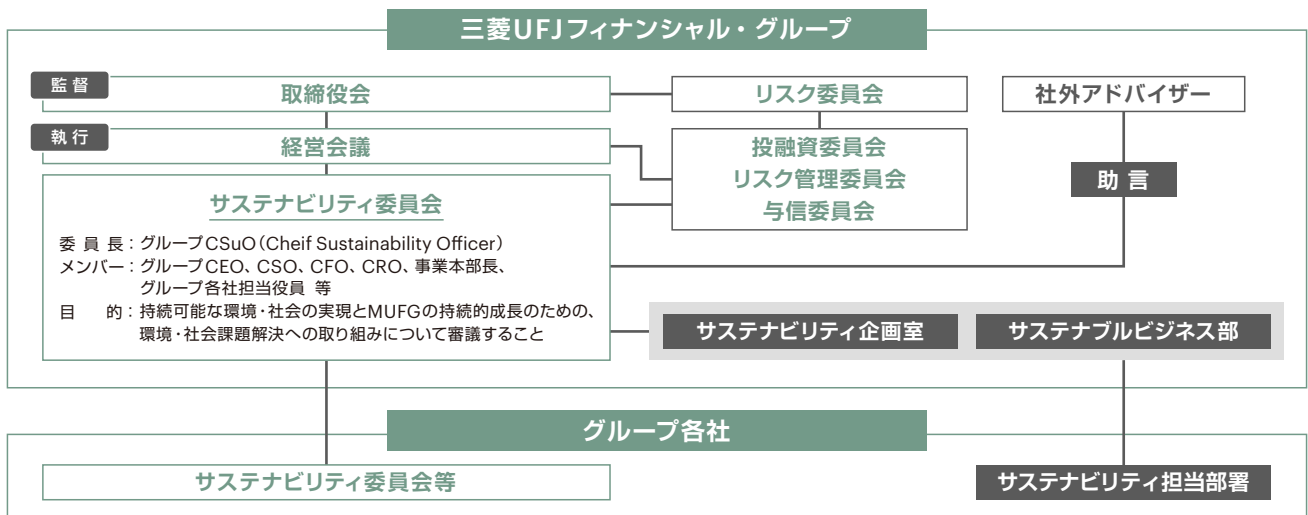 三菱UFJフィナンシャル・グループ
監督
取締役会
リスク委員会
社外アドバイザー
執行
経営会議
投融資委員会
リスク管理委員会
与信委員会
助言
サステナビリティ委員会
委員長：グループCSuO（Cheif Sustainability Officer）
メンバー：グループCEO、CSO、CFO、CRO、事業本部長、
グループ各社担当役員 等
目 的：持続可能な環境・社会の実現とMUFGの持続的成長のための、
環境・社会課題解決への取り組みについて審議すること
サステナビリティ企画室
サステナブルビジネス部
グループ各社
サステナビリティ委員会等
サステナビリティ担当部署